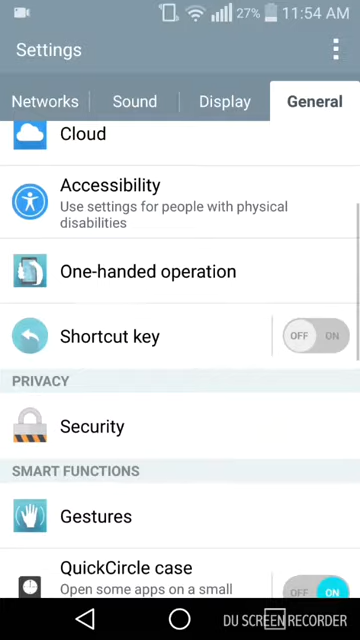 27% 11:54 AM
Settings
Networks Sound Display General
Cloud
Accessibility
Use settings for people with physical
disabilities
One-handed operation
Shortcut key
OFF ON
PRIVACY
Security
SMART FUNCTIONS
Gestures
QuickCircle case
Open some apps on a small
OFF ON
DU SCREEN RECORDER